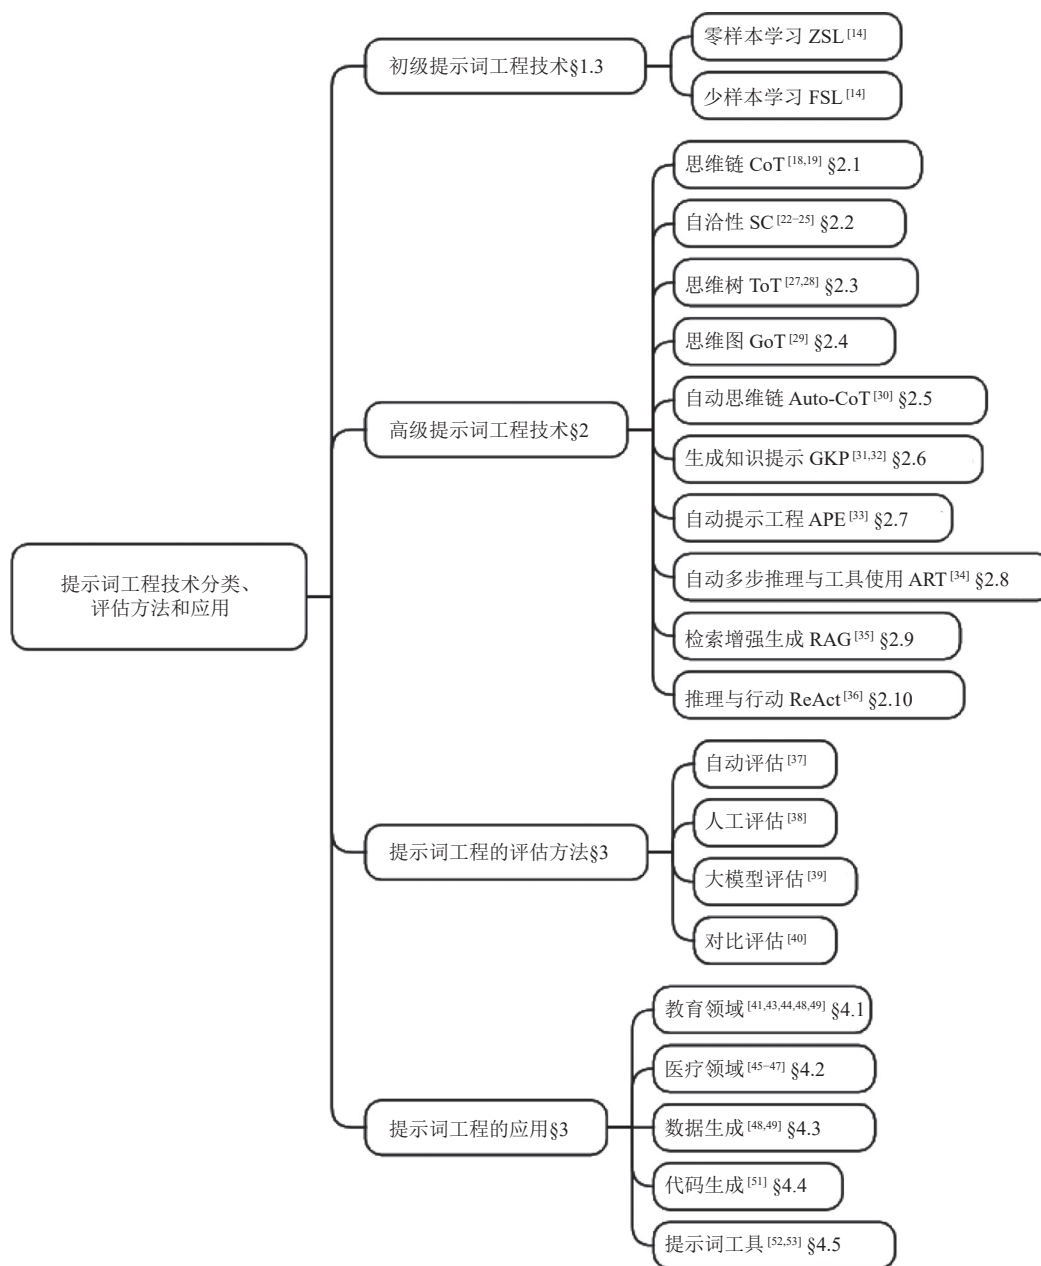 提示词工程技术分类、
评估方法和应用
初级提示词工程技术§1.3
零样本学习 ZSL[14]
少样本学习 FSL[14]
高级提示词工程技术§2
思维链 CoT[18,19] §2.1
自洽性 SC[22−25] §2.2
思维树 ToT[27,28] §2.3
思维图 GoT[29] §2.4
自动思维链 Auto-CoT[30] §2.5
生成知识提示 GKP[31,32] §2.6
自动提示工程 APE[33] §2.7
自动多步推理与工具使用 ART[34] §2.8
检索增强生成 RAG[35] §2.9
推理与行动 ReAct[36] §2.10
提示词工程的评估方法§3
自动评估[37]
人工评估[38]
大模型评估[39]
对比评估[40]
提示词工程的应用§3
教育领域[41,43,44,48,49] §4.1
医疗领域[45−47] §4.2
数据生成[48,49] §4.3
代码生成[51] §4.4
提示词工具[52,53] §4.5